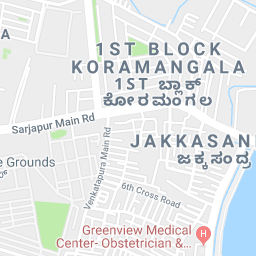 A
1ST BLOCK
KORAMANGALA
1ST ಬ್ಲಾಕ್
ಕೋರಮಂಗಲ
Sarjapur Main Rd
JAKKASAN
ಜಕ್ಕಸಂದ್ರ
e Grounds
Venkatapura Main Rd
6th Cross Road
Greenview Medical
Center- Obstetrician &...
H